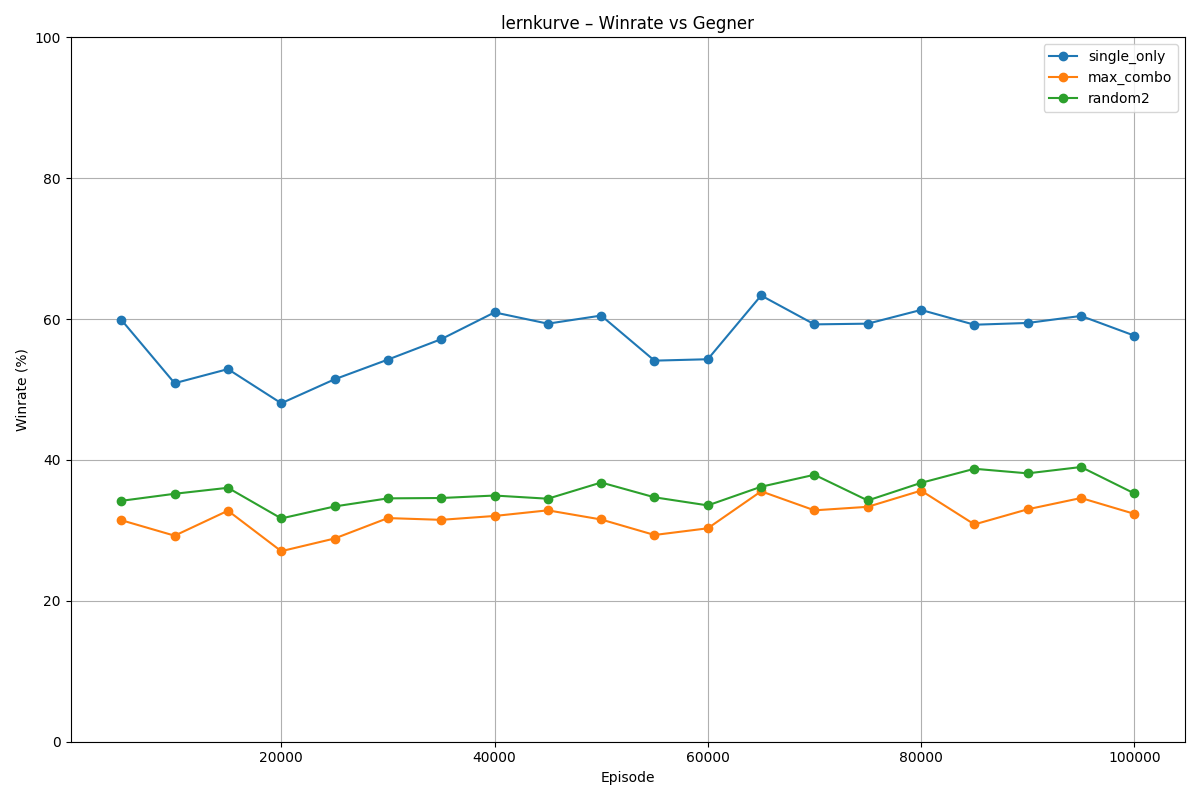 lernkurve – Winrate vs Gegner
single_only
max_combo
random2
Winrate (%)
100
80
60
40
20
0
20000
40000
60000
80000
100000
Episode